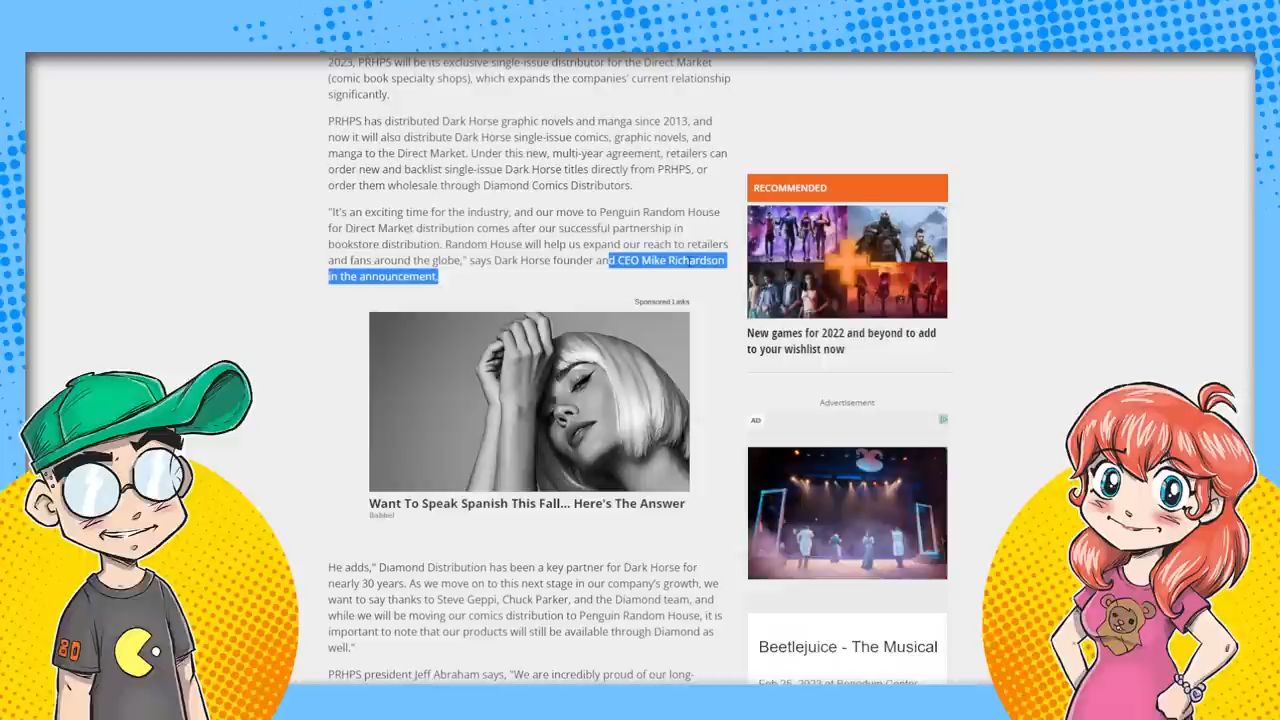 2023, PRHPS will be its exclusive single-issue distributor for the Direct Market
(comic book specialty shops), which expands the companies' current relationship
significantly.
PRHPS has distributed Dark Horse graphic novels and manga since 2013, and
now it will also distribute Dark Horse single-issue comics, graphic novels, and
manga to the Direct Market. Under this new, multi-year agreement, retailers can
order new and backlist single-issue Dark Horse titles directly from PRHPS, or
order them wholesale through Diamond Comics Distributors.
"It's an exciting time for the industry, and our move to Penguin Random House
for Direct Market distribution comes after our successful partnership in
bookstore distribution. Random House will help us expand our reach to retailers
and fans around the globe," says Dark Horse founder and CEO Mike Richardson
in the announcement.
Sponsored Links
Want To Speak Spanish This Fall... Here's The Answer
Babbel
He adds," Diamond Distribution has been a key partner for Dark Horse for
nearly 30 years. As we move on to this next stage in our company's growth, we
want to say thanks to Steve Geppi, Chuck Parker, and the Diamond team, and
while we will be moving our comics distribution to Penguin Random House, it is
important to note that our products will still be available through Diamond as
well."
PRHPS president Jeff Abraham says, "We are incredibly proud of our long-
RECOMMENDED
New games for 2022 and beyond to add
to your wishlist now
Advertisement
AD
Beetlejuice - The Musical
Feb 25, 2023 at Benedum Center
80